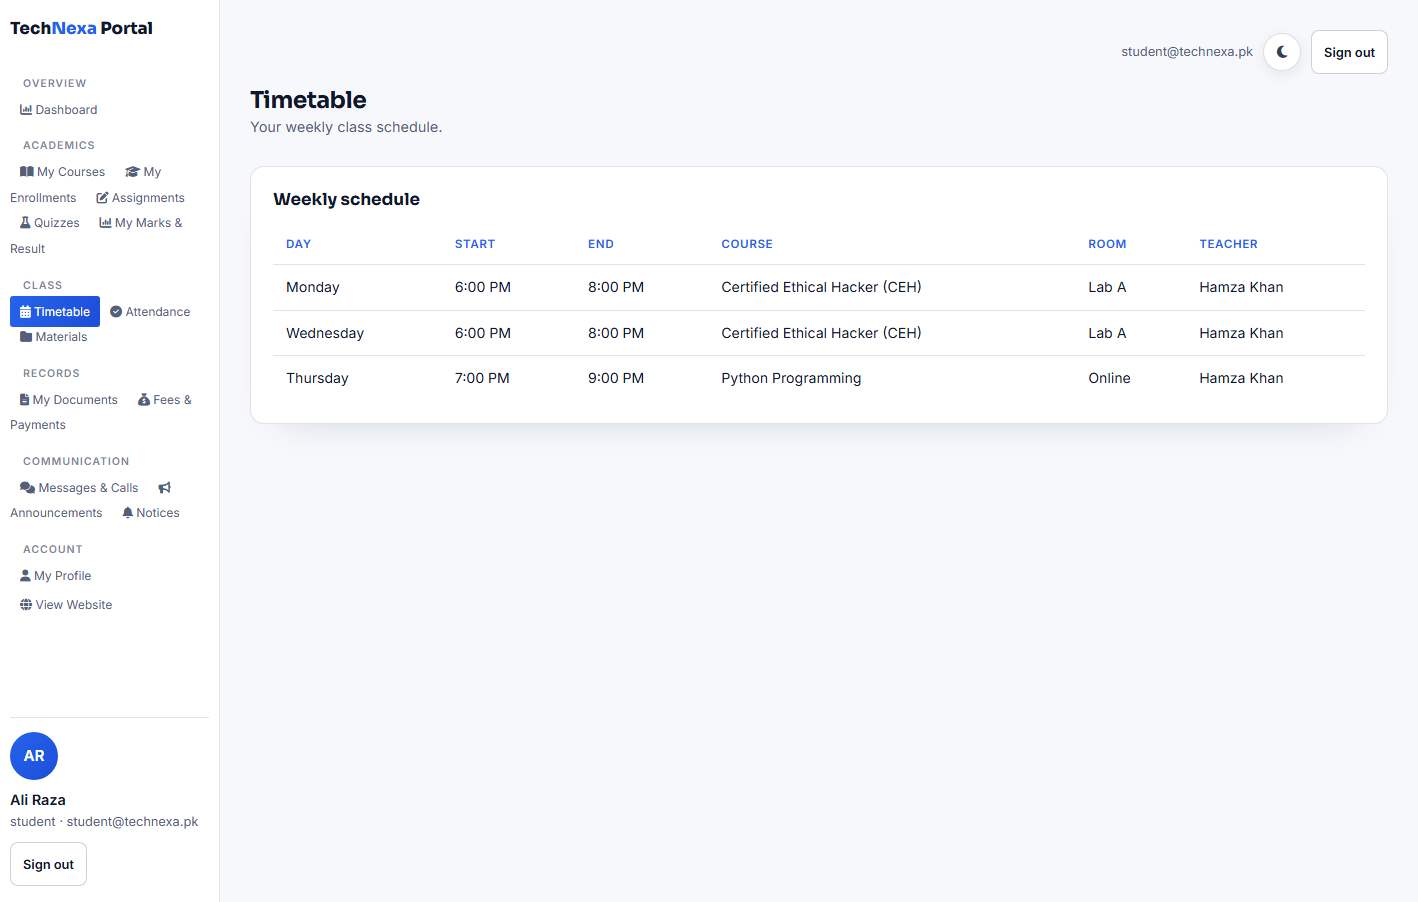 TechNexa Portal
OVERVIEW
Dashboard
ACADEMICS
My Courses My
Enrollments Assignments
Quizzes My Marks &
Result
CLASS
Timetable Attendance
Materials
RECORDS
My Documents Fees &
Payments
COMMUNICATION
Messages & Calls
Announcements Notices
ACCOUNT
My Profile
View Website
AR
Ali Raza
student · student@technexa.pk
Sign out
student@technexa.pk Sign out
Timetable
Your weekly class schedule.
Weekly schedule
DAY START END COURSE ROOM TEACHER
Monday 6:00 PM 8:00 PM Certified Ethical Hacker (CEH) Lab A Hamza Khan
Wednesday 6:00 PM 8:00 PM Certified Ethical Hacker (CEH) Lab A Hamza Khan
Thursday 7:00 PM 9:00 PM Python Programming Online Hamza Khan